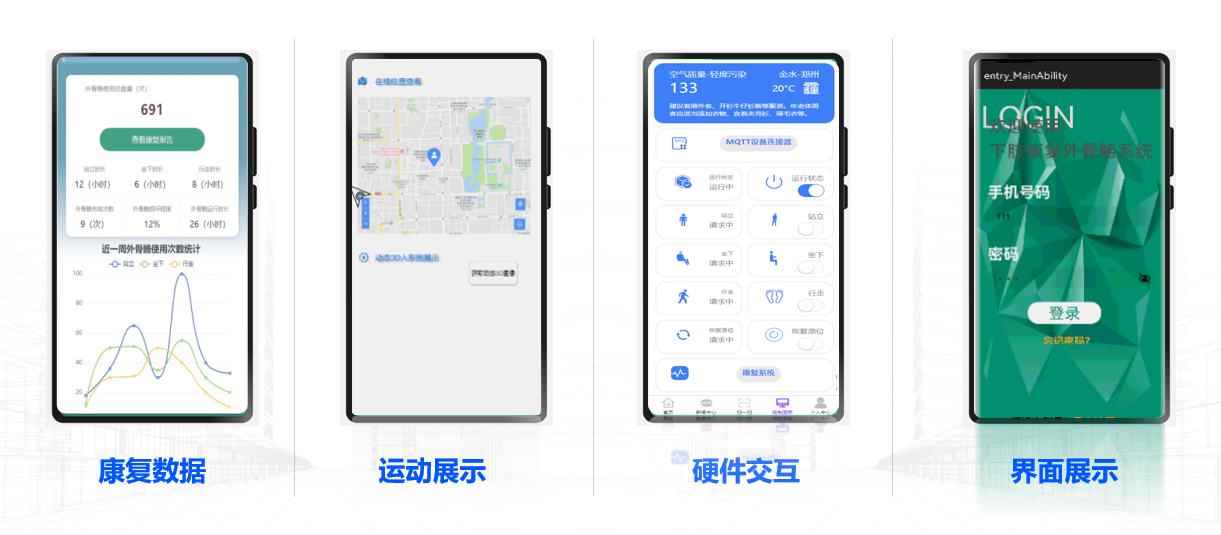 外骨骼使用总数量（次）
691
查看康复报告
站立时长
坐下时长
行走时长
12（小时）
6（小时）
8（小时）
外骨骼充电次数
外骨骼损坏程度
外骨骼运行时长
9（次）
12%
26（小时）
近一周外骨骼使用次数统计
站立
坐下
行走
100
80
60
40
20
康复数据
在线位置查看
动态3D人形图展示
获取动态3D图像
运动展示
空气质量-轻度污染
金水-郑州
133
20°C
霾
建议着薄外套、开衫牛仔衫裤等服装。年老体弱
者应适当添加衣物，宜着夹克衫、薄毛衣等。
MQTT设备连接器
运行状态
运行中
运行状态
站立
请求中
站立
坐下
请求中
坐下
行走
请求中
行走
恢复原位
请求中
恢复原位
康复系统
首页
扫一扫
个人中心
硬件交互
entry_MainAbility
LOGIN
欢迎使用
下肢康复外骨骼系统
手机号码
111
密码
登录
忘记密码?
界面展示